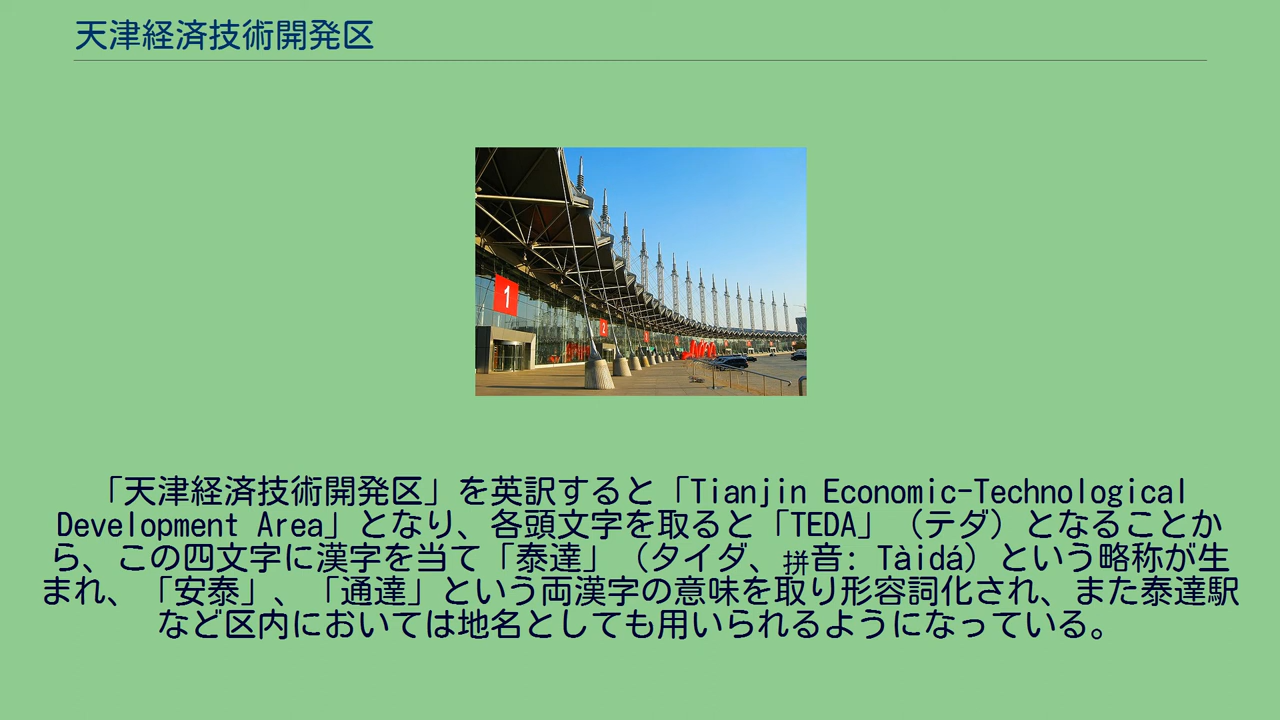 天津経済技術開発区
1
2
「天津経済技術開発区」を英訳すると「Tianjin Economic-Technological
Development Area」となり、各頭文字を取ると「TEDA」（テダ）となることか
ら、この四文字に漢字を当て「泰達」（タイダ、拼音: Tàidá）という略称が生
まれ、「安泰」、「通達」という両漢字の意味を取り形容詞化され、また泰達駅
など区内においては地名としても用いられるようになっている。